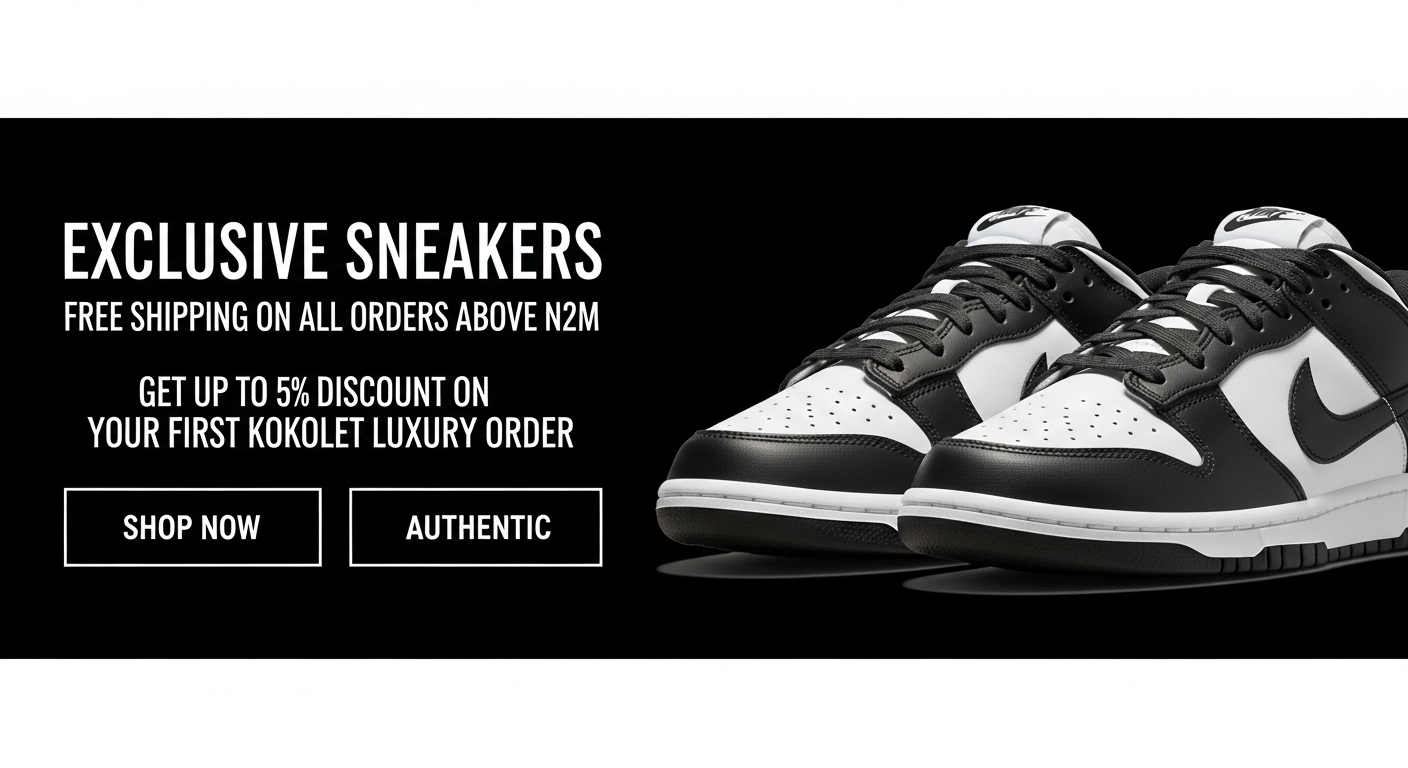 EXCLUSIVE SNEAKERS
FREE SHIPPING ON ALL ORDERS ABOVE N2M
GET UP TO 5% DISCOUNT ON
YOUR FIRST KOKOLET LUXURY ORDER
SHOP NOW
AUTHENTIC